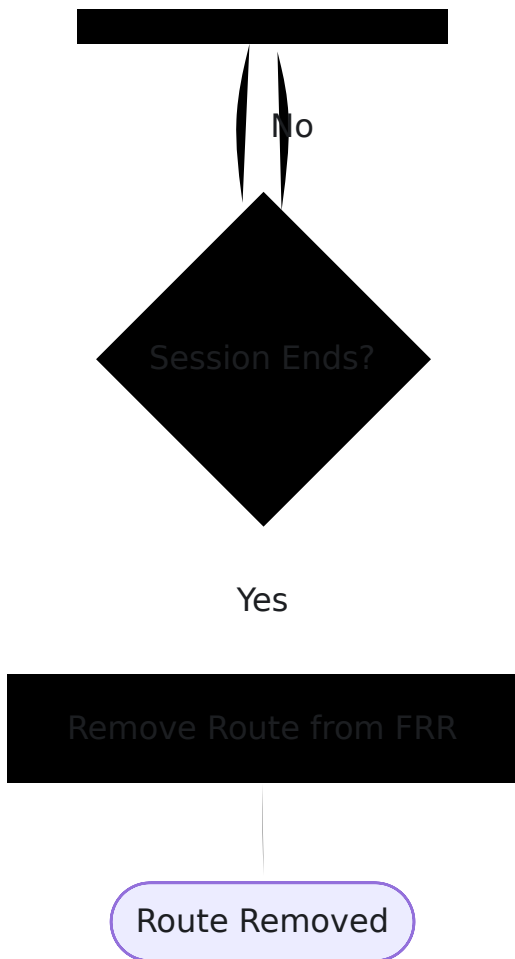 No
Session Ends?
Yes
Remove Route from FRR
Route Removed